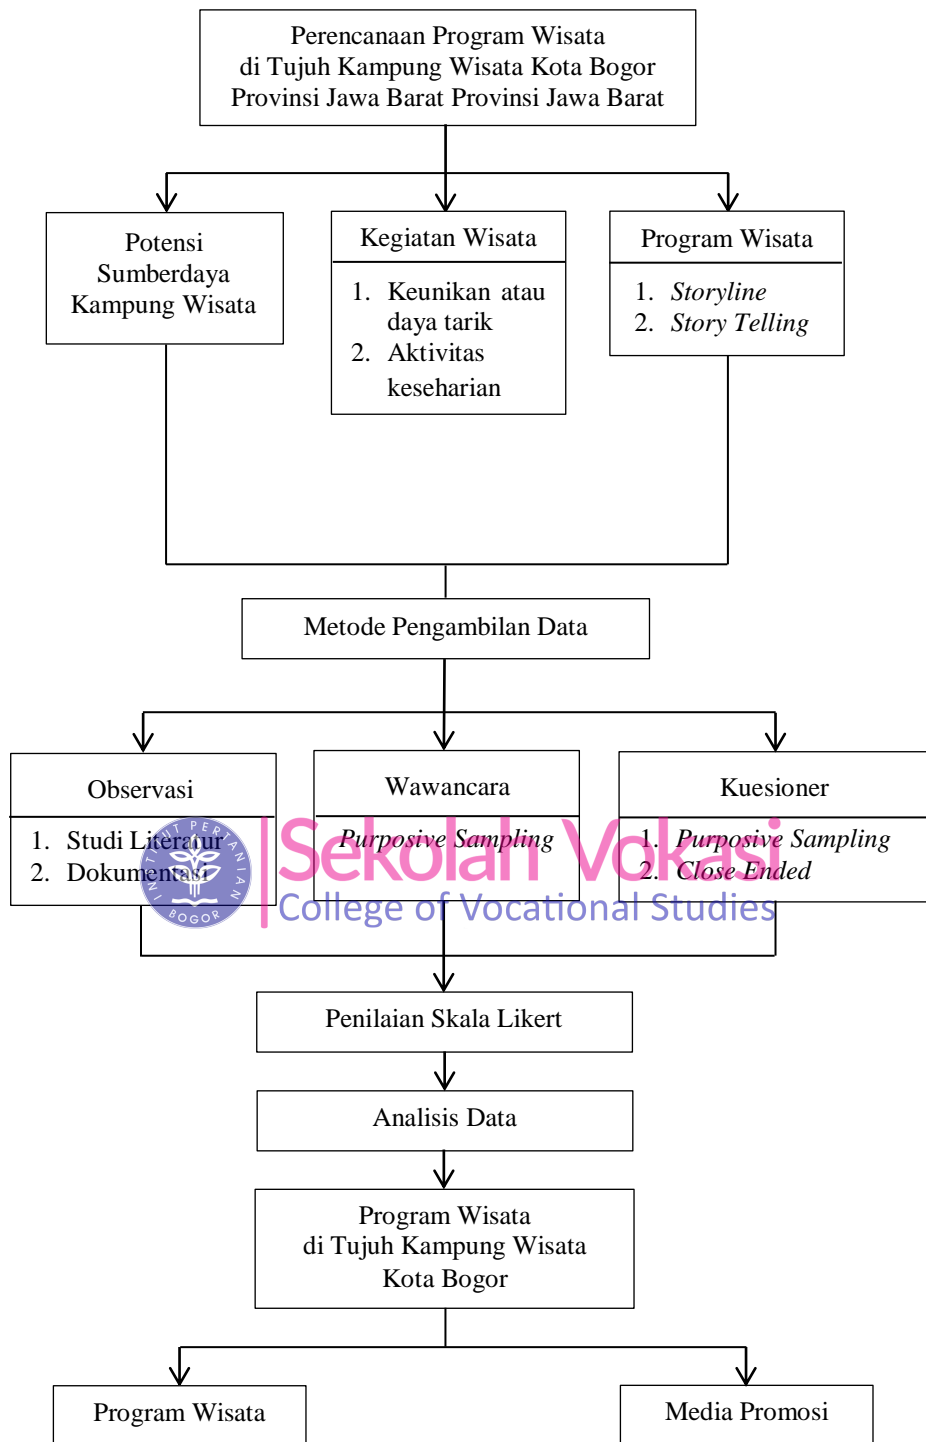 Perencanaan Program Wisata
di Tujuh Kampung Wisata Kota Bogor
Provinsi Jawa Barat Provinsi Jawa Barat
Potensi
Sumberdaya
Kampung Wisata
Kegiatan Wisata
1. Keunikan atau
daya tarik
2. Aktivitas
keseharian
Program Wisata
1. Storyline
2. Story Telling
Metode Pengambilan Data
Observasi
1. Studi Literatur
2. Dokumentasi
Wawancara
Purposive Sampling
Kuesioner
1. Purposive Sampling
2. Close Ended
INSTITUT PERTANIAN
BOGOR
Sekolah Vokasi
College of Vocational Studies
Penilaian Skala Likert
Analisis Data
Program Wisata
di Tujuh Kampung Wisata
Kota Bogor
Program Wisata
Media Promosi